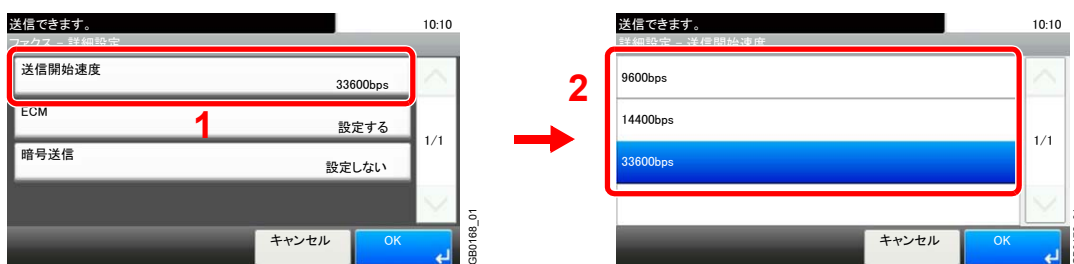 送信できます。
10:10
ファクス - 詳細設定
送信開始速度
33600bps
ECM
設定する
1
1/1
暗号送信
設定しない
キャンセル
OK
GB0168_01
送信できます。
10:10
詳細設定 - 送信開始速度
2
9600bps
14400bps
1/1
33600bps
キャンセル
OK